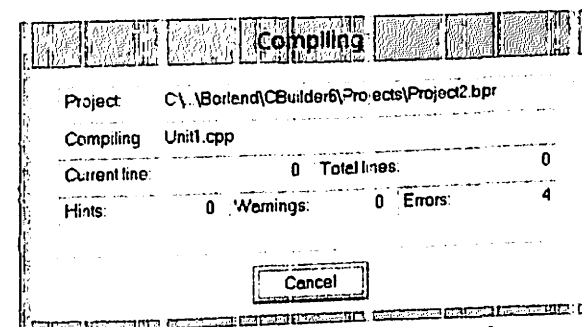 Compiling
Project: C:\..\Borland\CBuilder6\Projects\Project2.bpr
Compiling Unit1.cpp
Current line: 0 Total lines: 0
Hints: 0 Warnings: 0 Errors: 4
Cancel